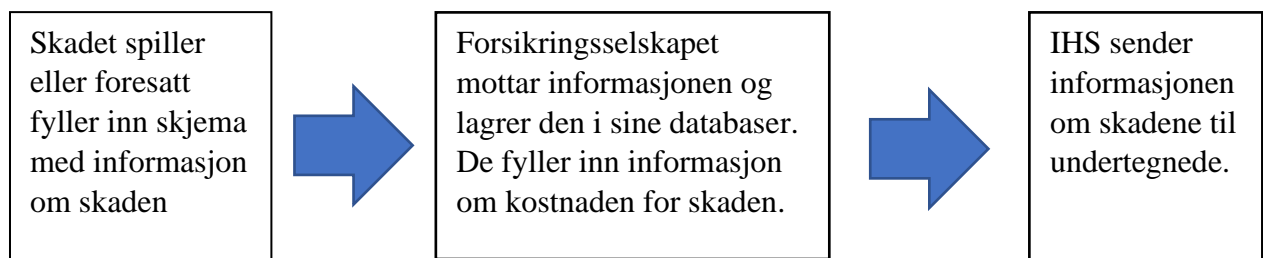 Skadet spiller
eller foresatt
fyller inn skjema
med informasjon
om skaden
Forsikringsselskapet
mottar informasjonen og
lagrer den i sine databaser.
De fyller inn informasjon
om kostnaden for skaden.
IHS sender
informasjonen
om skadene til
undertegnede.